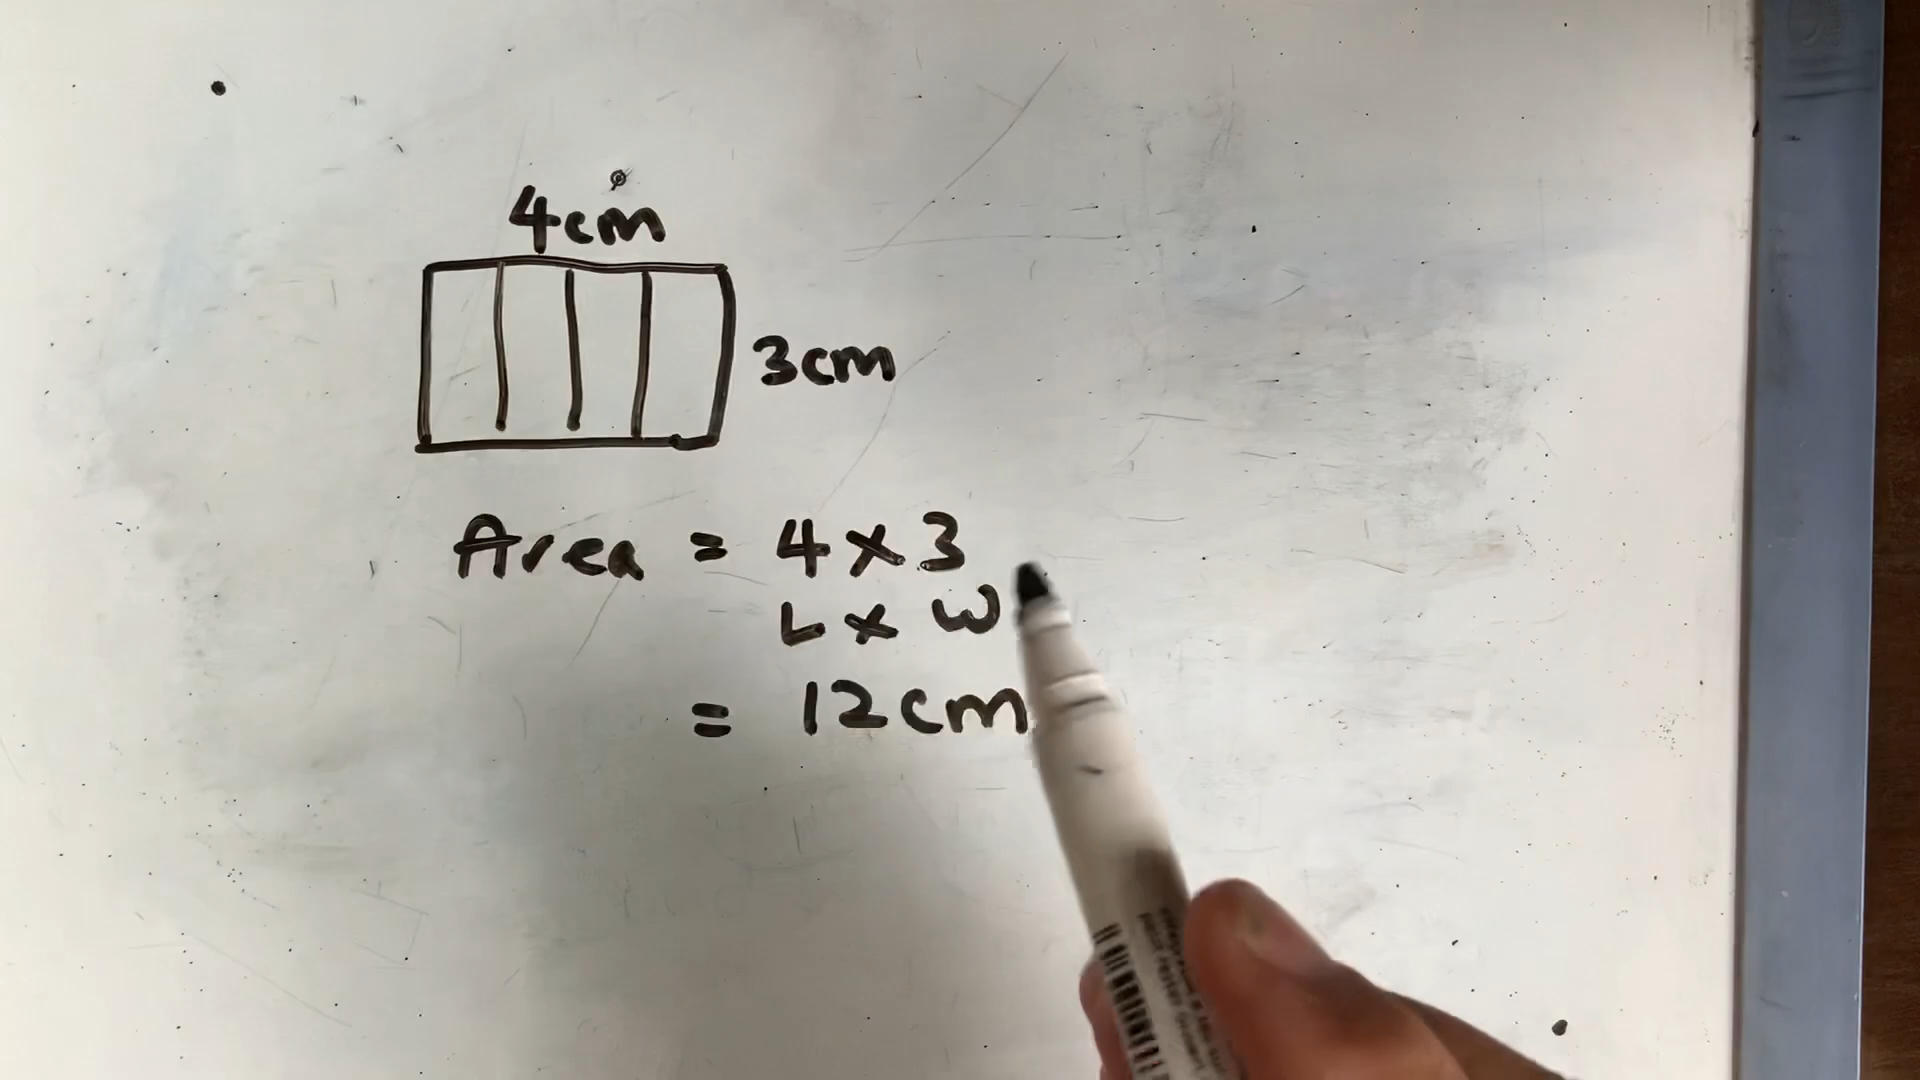 4cm
3cm
Area = 4 x 3
L x W
= 12cm